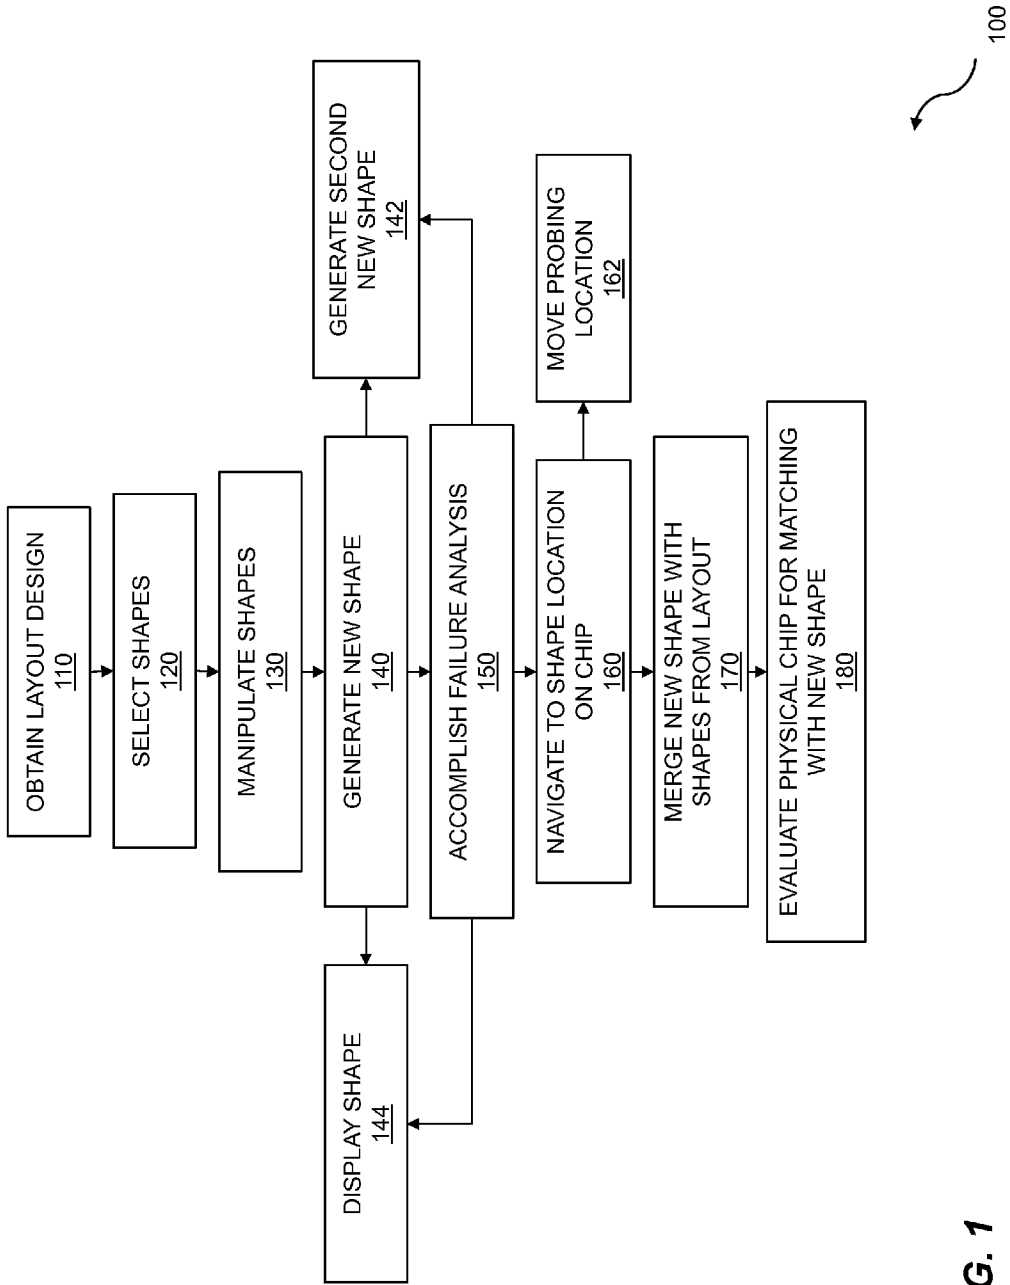 OBTAIN LAYOUT DESIGN
110
SELECT SHAPES
120
MANIPULATE SHAPES
130
GENERATE NEW SHAPE
140
GENERATE SECOND
NEW SHAPE
142
DISPLAY SHAPE
144
ACCOMPLISH FAILURE ANALYSIS
150
NAVIGATE TO SHAPE LOCATION
ON CHIP
160
MOVE PROBING
LOCATION
162
MERGE NEW SHAPE WITH
SHAPES FROM LAYOUT
170
EVALUATE PHYSICAL CHIP FOR MATCHING
WITH NEW SHAPE
180
100
G. 1